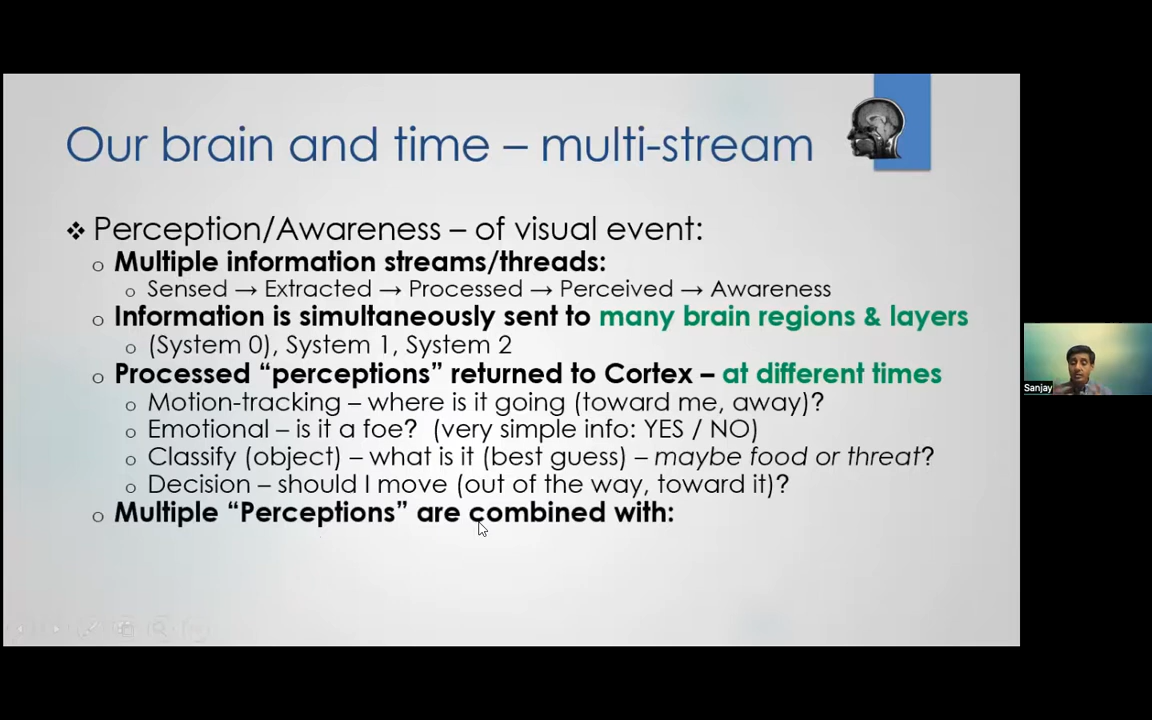 Our brain and time – multi-stream
❖ Perception/Awareness – of visual event:
o Multiple information streams/threads:
o Sensed → Extracted → Processed → Perceived → Awareness
o Information is simultaneously sent to many brain regions & layers
o (System 0), System 1, System 2
o Processed “perceptions” returned to Cortex – at different times
o Motion-tracking – where is it going (toward me, away)?
o Emotional – is it a foe? (very simple info: YES / NO)
o Classify (object) – what is it (best guess) – maybe food or threat?
o Decision – should I move (out of the way, toward it)?
o Multiple “Perceptions” are combined with:
Sanjay